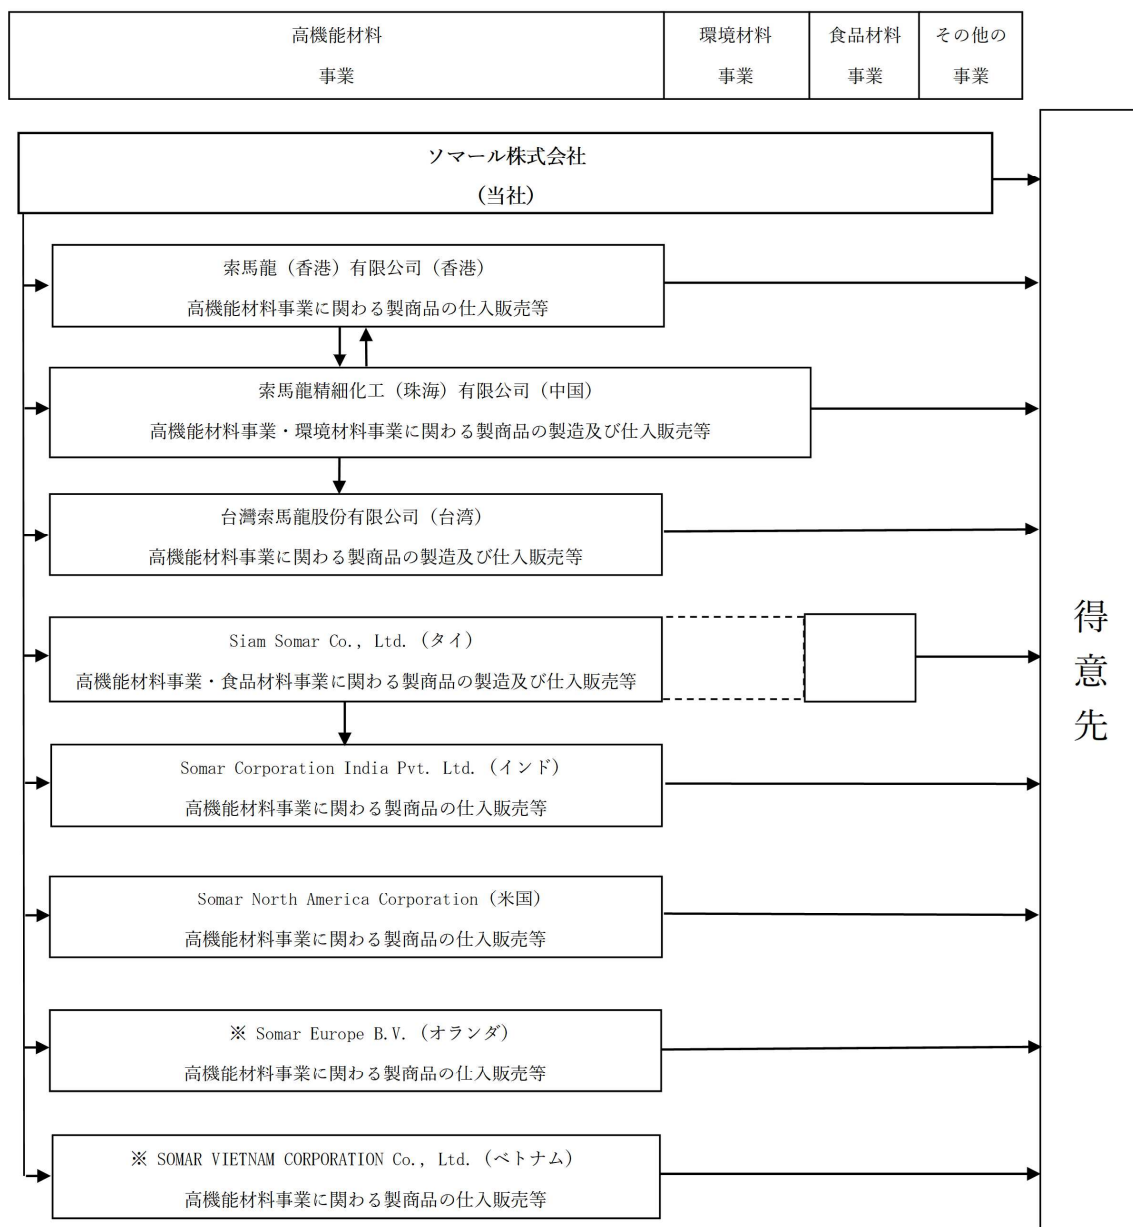 高機能材料
事業
環境材料
事業
食品材料
事業
その他の
事業
ソマール株式会社
(当社)
索馬龍（香港）有限公司（香港）
高機能材料事業に関わる製商品の仕入販売等
索馬龍精細化工（珠海）有限公司（中国）
高機能材料事業・環境材料事業に関わる製商品の製造及び仕入販売等
台灣索馬龍股份有限公司（台湾）
高機能材料事業に関わる製商品の製造及び仕入販売等
Siam Somar Co., Ltd.（タイ）
高機能材料事業・食品材料事業に関わる製商品の製造及び仕入販売等
Somar Corporation India Pvt. Ltd.（インド）
高機能材料事業に関わる製商品の仕入販売等
Somar North America Corporation（米国）
高機能材料事業に関わる製商品の仕入販売等
※ Somar Europe B.V.（オランダ）
高機能材料事業に関わる製商品の仕入販売等
※ SOMAR VIETNAM CORPORATION Co., Ltd.（ベトナム）
高機能材料事業に関わる製商品の仕入販売等
得意先